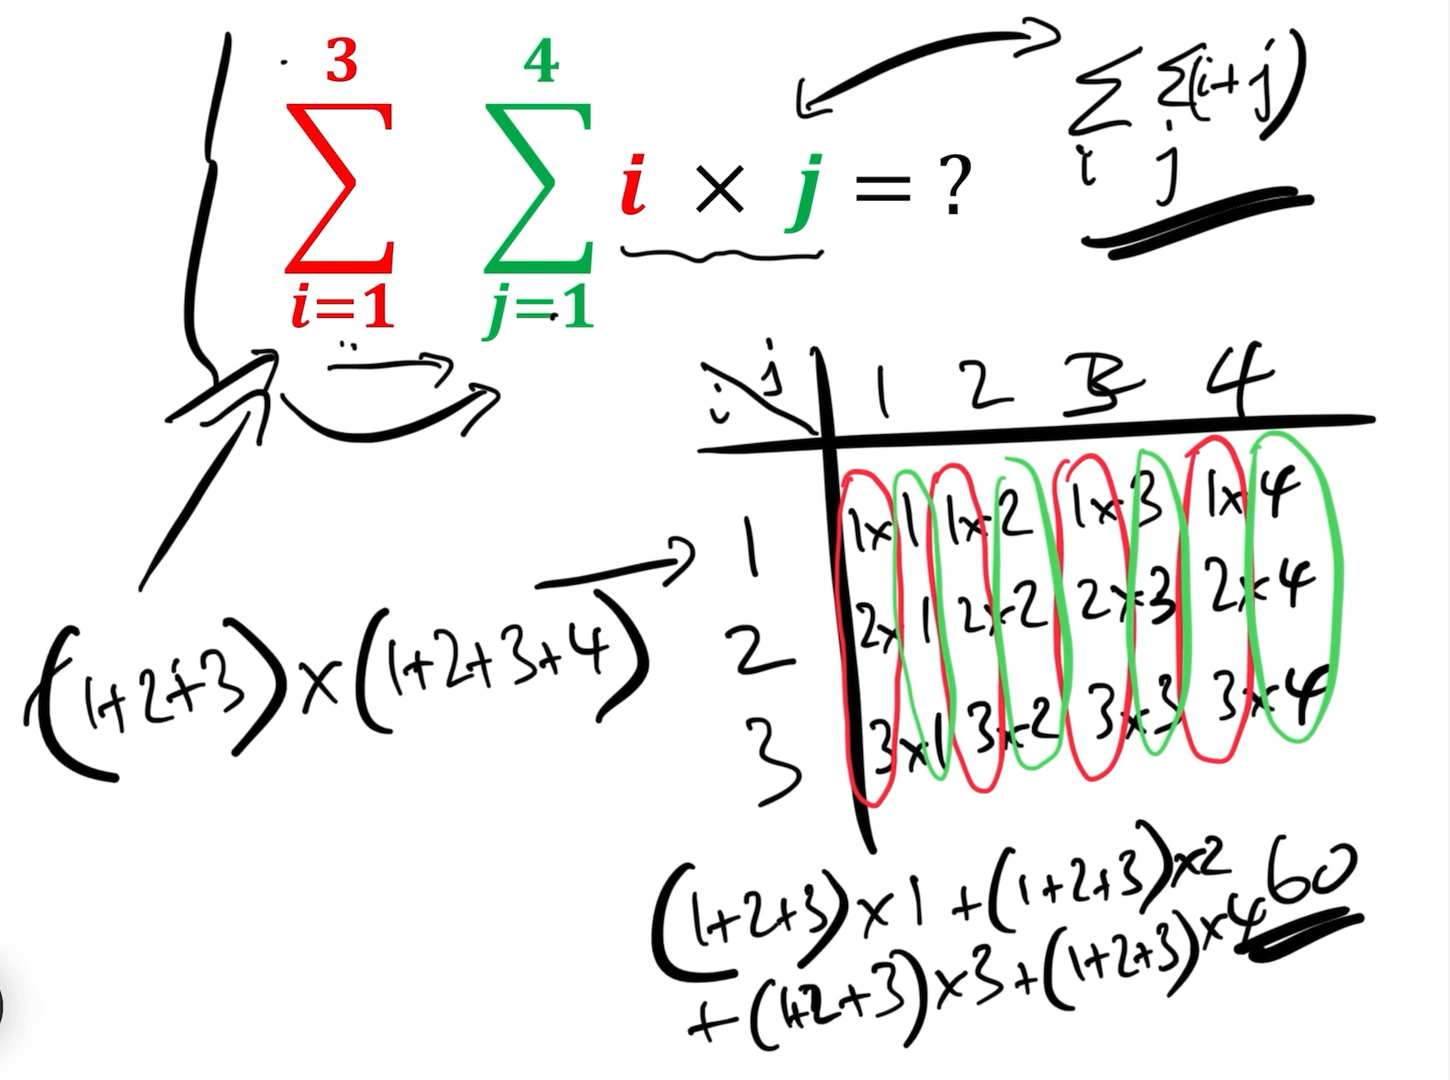 3 4
∑ ∑ i × j = ?
i=1 j=1
∑ ∑(i+j)
i j
i j 1 2 3 4
1 1×1 1×2 1×3 1×4
2 2×1 2×2 2×3 2×4
3 3×1 3×2 3×3 3×4
(1+2+3)×(1+2+3+4)
(1+2+3)×1+(1+2+3)×2
+(1+2+3)×3+(1+2+3)×4
60